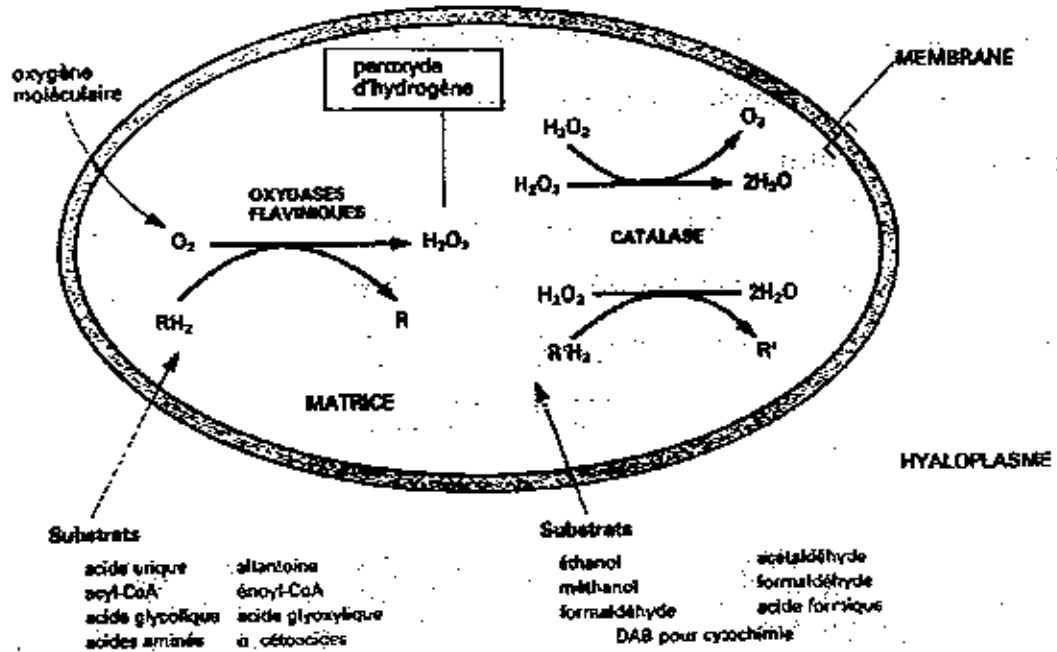 oxygène
moléculaire
peroxyde
d'hydrogène
MEMBRANE
H₂O₂
O₂
H₂O₂
2H₂O
OXYDASES
FLAVINIQUES
O₂
H₂O₂
CATALASE
RH₂
R
H₂O₂
2H₂O
R'H₂
R'
MATRICE
HYALOPLASME
Substrats
acide urique allantoine
acyl-CoA énoyl-CoA
acide glycolique acide glyoxylique
acides aminés α cétoacides
Substrats
éthanol acétaldéhyde
méthanol formaldéhyde
formaldéhyde acide formique
DAB pour cytochimie